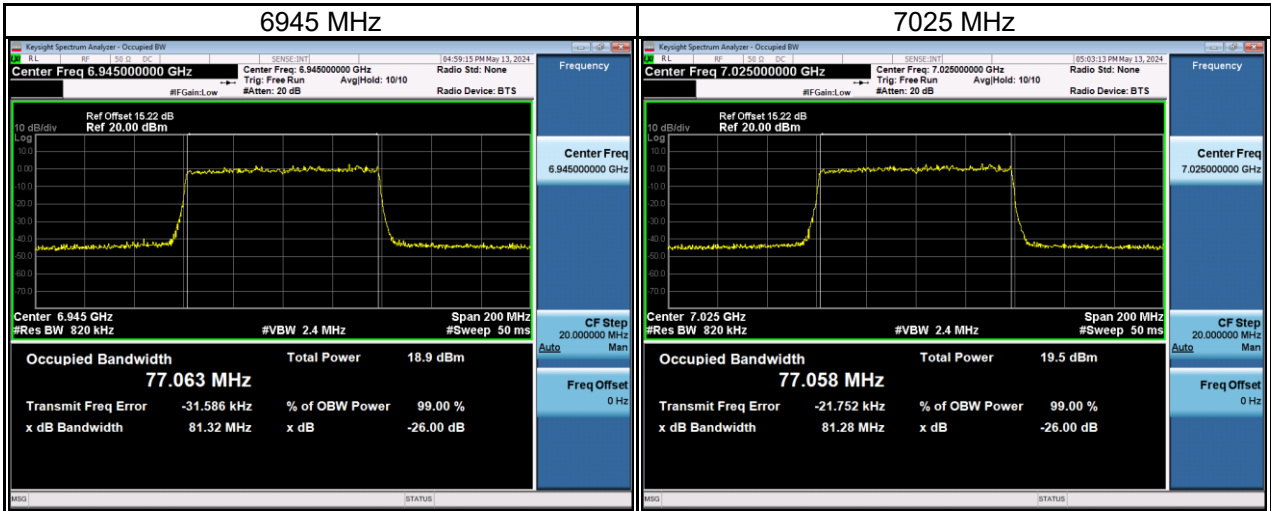 6945 MHz
Keysight Spectrum Analyzer - Occupied BW
RL RF 50 Ω DC SENSE:INT 04:59:15 PM May 13, 2024
Center Freq 6.945000000 GHz Center Freq: 6.945000000 GHz Radio Std: None
Trig: Free Run Avg|Hold: 10/10
#IFGain:Low #Atten: 20 dB Radio Device: BTS
Ref Offset 15.22 dB
10 dB/div Ref 20.00 dBm
Log
10.0
0.00
-10.0
-20.0
-30.0
-40.0
-50.0
-60.0
-70.0
Center 6.945 GHz Span 200 MHz
#Res BW 820 kHz #VBW 2.4 MHz #Sweep 50 ms
Occupied Bandwidth Total Power 18.9 dBm
77.063 MHz
Transmit Freq Error -31.586 kHz % of OBW Power 99.00 %
x dB Bandwidth 81.32 MHz x dB -26.00 dB
MSG STATUS
Frequency
Center Freq
6.945000000 GHz
CF Step
20.000000 MHz
Auto Man
Freq Offset
0 Hz
7025 MHz
Keysight Spectrum Analyzer - Occupied BW
RL RF 50 Ω DC SENSE:INT 05:03:13 PM May 13, 2024
Center Freq 7.025000000 GHz Center Freq: 7.025000000 GHz Radio Std: None
Trig: Free Run Avg|Hold: 10/10
#IFGain:Low #Atten: 20 dB Radio Device: BTS
Ref Offset 15.22 dB
10 dB/div Ref 20.00 dBm
Log
10.0
0.00
-10.0
-20.0
-30.0
-40.0
-50.0
-60.0
-70.0
Center 7.025 GHz Span 200 MHz
#Res BW 820 kHz #VBW 2.4 MHz #Sweep 50 ms
Occupied Bandwidth Total Power 19.5 dBm
77.058 MHz
Transmit Freq Error -21.752 kHz % of OBW Power 99.00 %
x dB Bandwidth 81.28 MHz x dB -26.00 dB
MSG STATUS
Frequency
Center Freq
7.025000000 GHz
CF Step
20.000000 MHz
Auto Man
Freq Offset
0 Hz